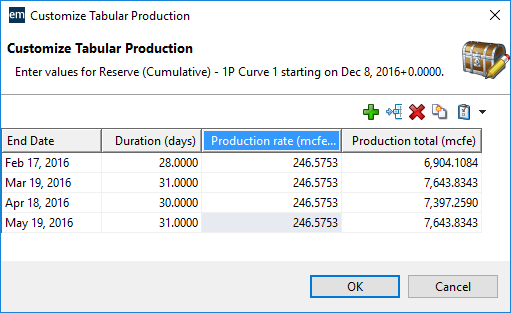 em Customize Tabular Production
Customize Tabular Production
Enter values for Reserve (Cumulative) - 1P Curve 1 starting on Dec 8, 2016+0.0000.
End Date Duration (days) Production rate (mcfe... Production total (mcfe)
Feb 17, 2016 28.0000 246.5753 6,904.1084
Mar 19, 2016 31.0000 246.5753 7,643.8343
Apr 18, 2016 30.0000 246.5753 7,397.2590
May 19, 2016 31.0000 246.5753 7,643.8343
OK Cancel